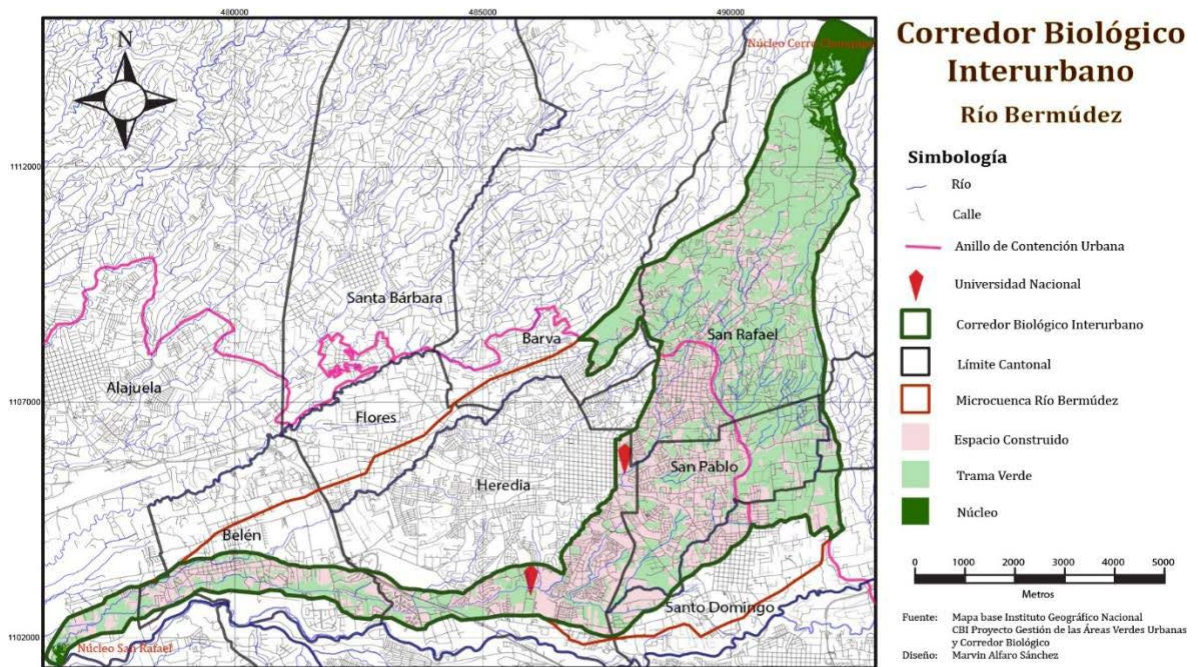 480000
485000
490000
N
Núcleo Cerro
1112000
Santa Bárbara
Barva
San Rafael
Alajuela
1107000
Flores
San Pablo
Heredia
Belén
Santo Domingo
1102000
Núcleo San Rafael
Corredor Biológico
Interurbano
Río Bermúdez
Simbología
Río
Calle
Anillo de Contención Urbana
Universidad Nacional
Corredor Biológico Interurbano
Límite Cantonal
Microcuenca Río Bermúdez
Espacio Construido
Trama Verde
Núcleo
0 1000 2000 3000 4000 5000
Metros
Fuente: Mapa base Instituto Geográfico Nacional
CBI Proyecto Gestión de las Áreas Verdes Urbanas
y Corredor Biológico
Diseño: Marvin Alfaro Sánchez